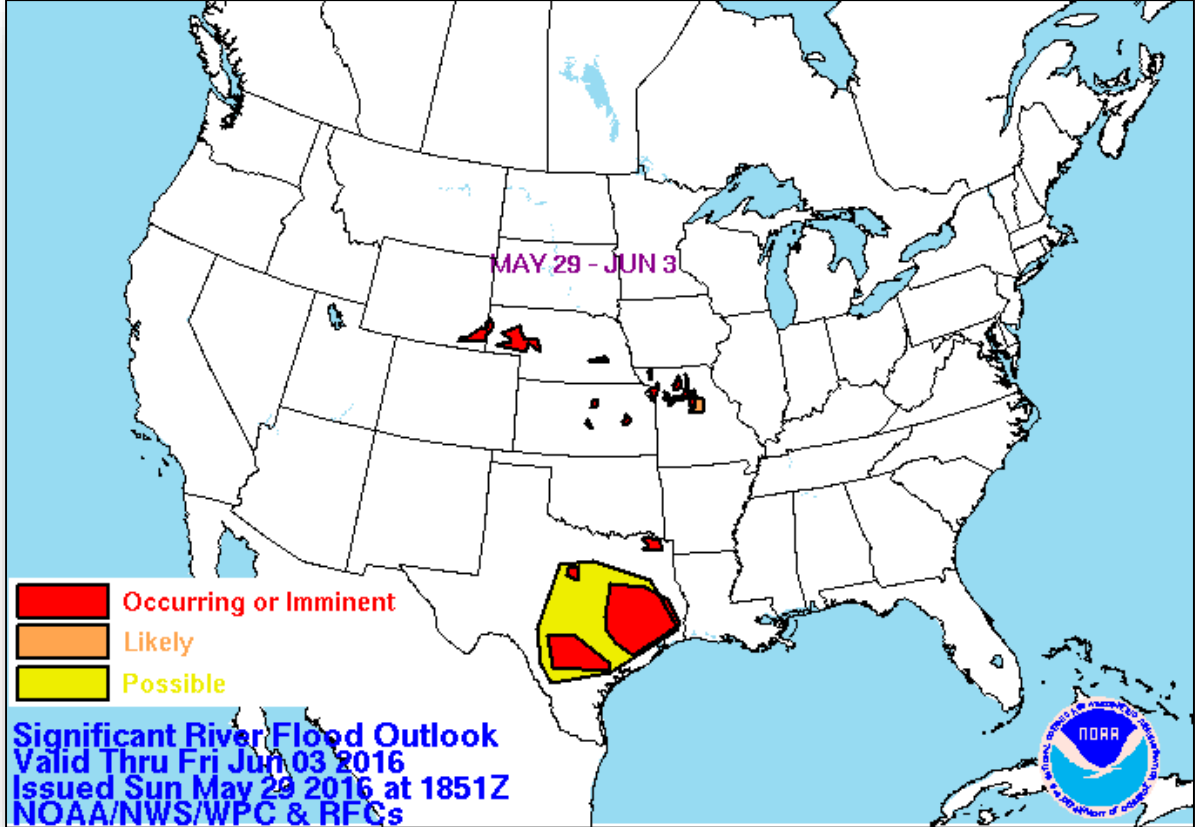 MAY 29 - JUN 3
Occurring or Imminent
Likely
Possible
Significant River Flood Outlook
Valid Thru Fri Jun 03 2016
Issued Sun May 29 2016 at 1851Z
NOAA/NWS/WPC & RFCs
NOAA